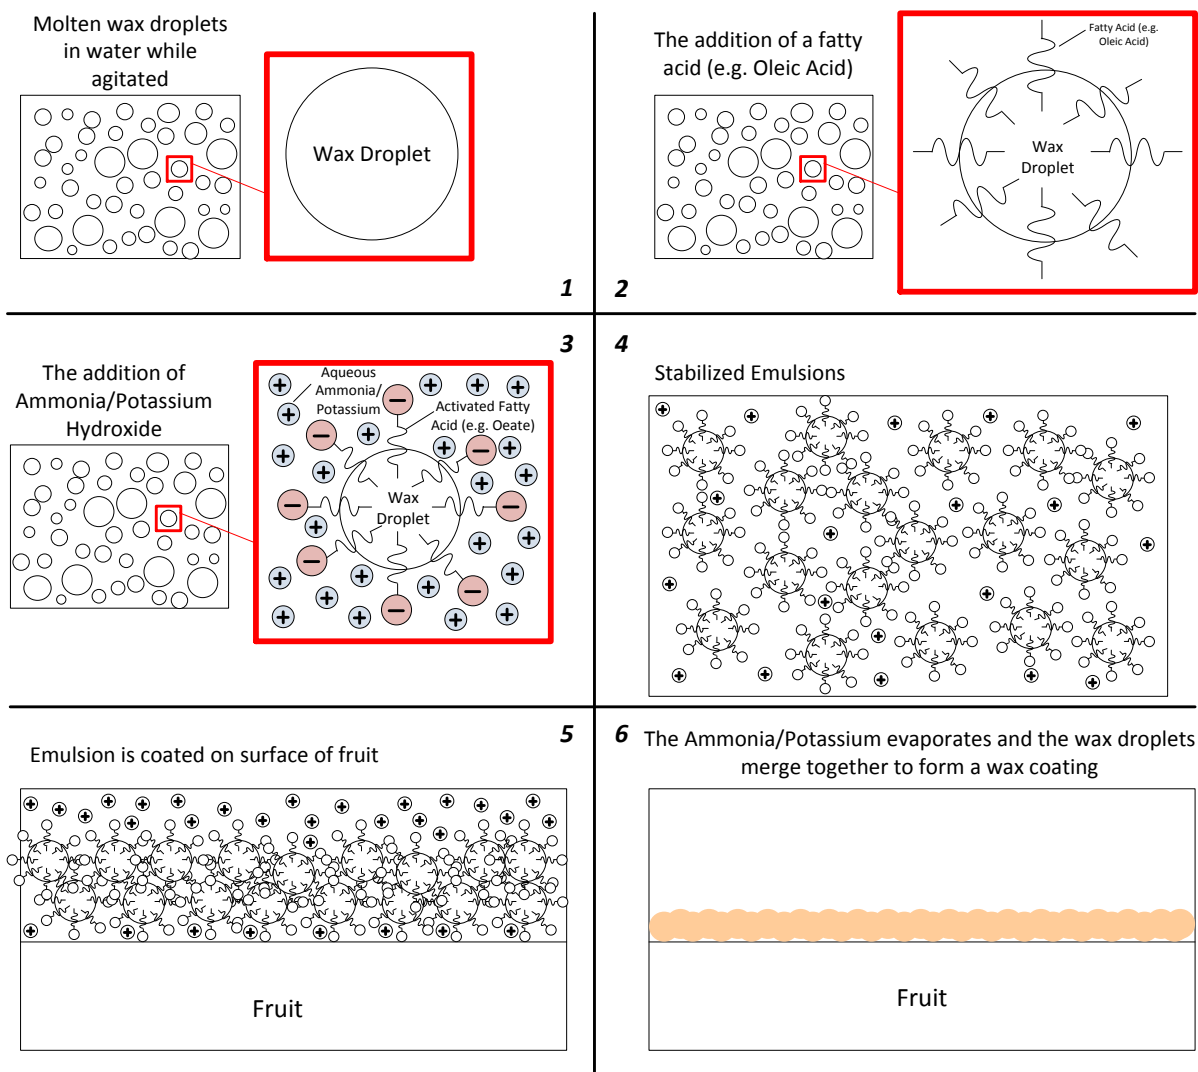 Molten wax droplets
in water while
agitated
Wax Droplet
1
The addition of a fatty
acid (e.g. Oleic Acid)
Fatty Acid (e.g.
Oleic Acid)
Wax
Droplet
2
3
The addition of
Ammonia/Potassium
Hydroxide
Aqueous
Ammonia/
Potassium
Activated Fatty
Acid (e.g. Oeate)
Wax
Droplet
4
Stabilized Emulsions
5
Emulsion is coated on surface of fruit
Fruit
6
The Ammonia/Potassium evaporates and the wax droplets
merge together to form a wax coating
Fruit